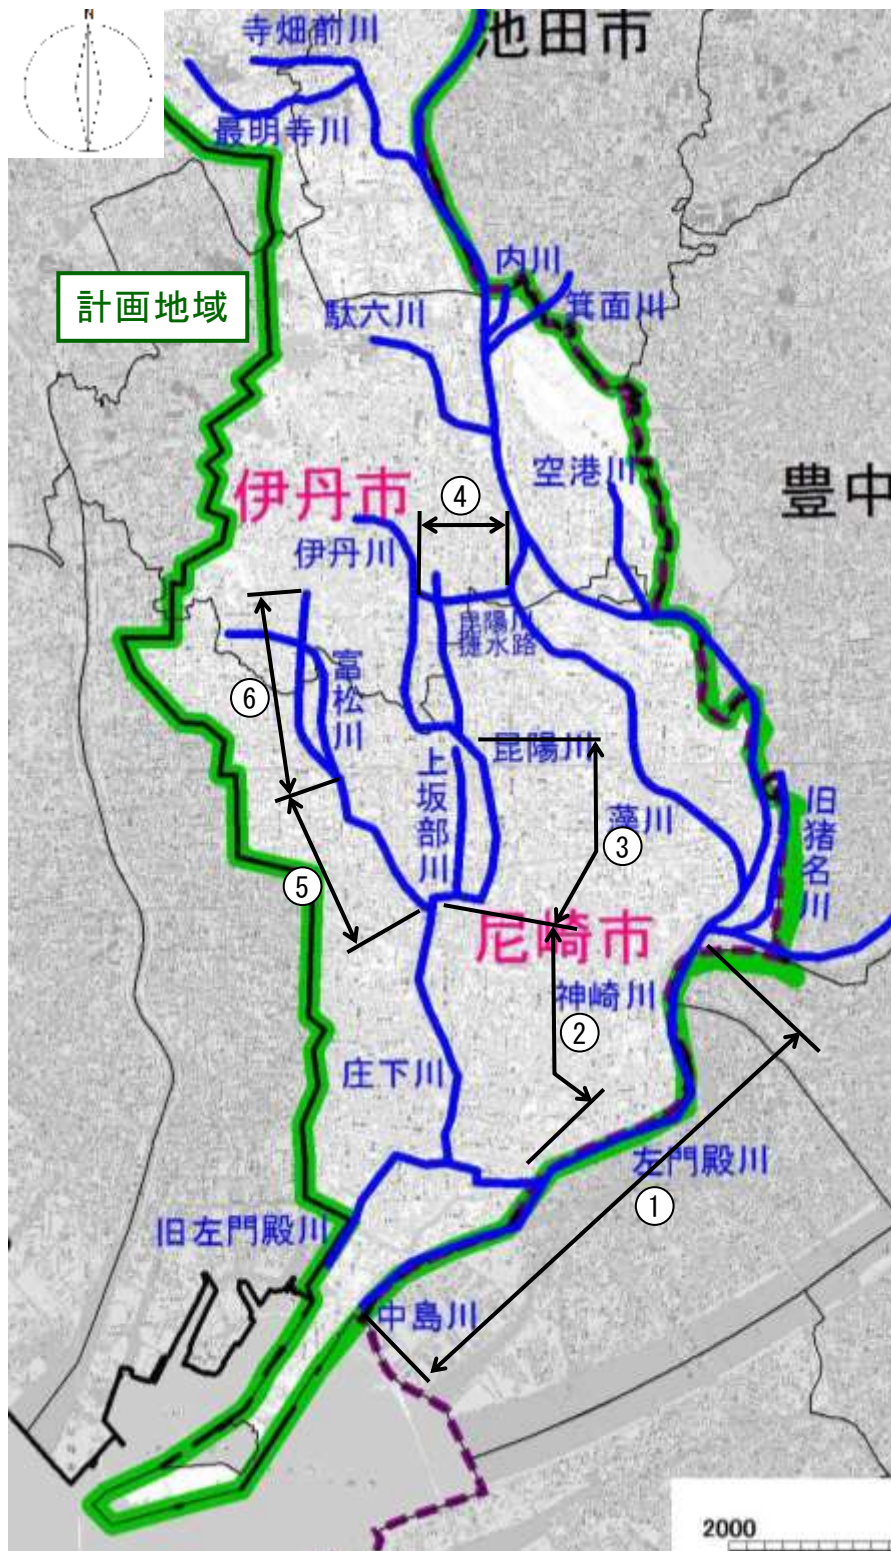 N
寺畑前川
池田市
最明寺川
内川
箕面川
計画地域
駄六川
空港川
豊中
伊丹市
④
伊丹川
昆陽川
捷水路
⑥
富松川
昆陽川
上坂部川
藻川
旧猪名川
③
⑤
尼崎市
神崎川
②
庄下川
左門殿川
①
旧左門殿川
中島川
2000